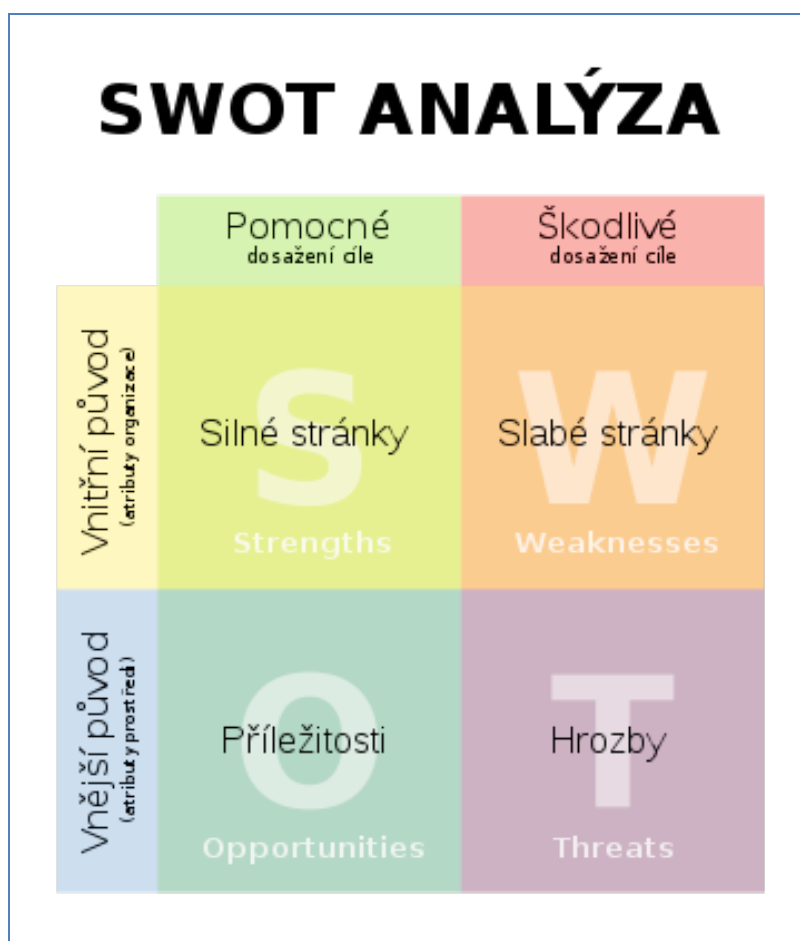 SWOT ANALÝZA
Pomocné
dosažení cíle
Škodlivé
dosažení cíle
Vnitřní původ
(atributy organizace)
S
Silné stránky
Strengths
W
Slabé stránky
Weaknesses
Vnější původ
(atributy prostředí)
O
Příležitosti
Opportunities
T
Hrozby
Threats